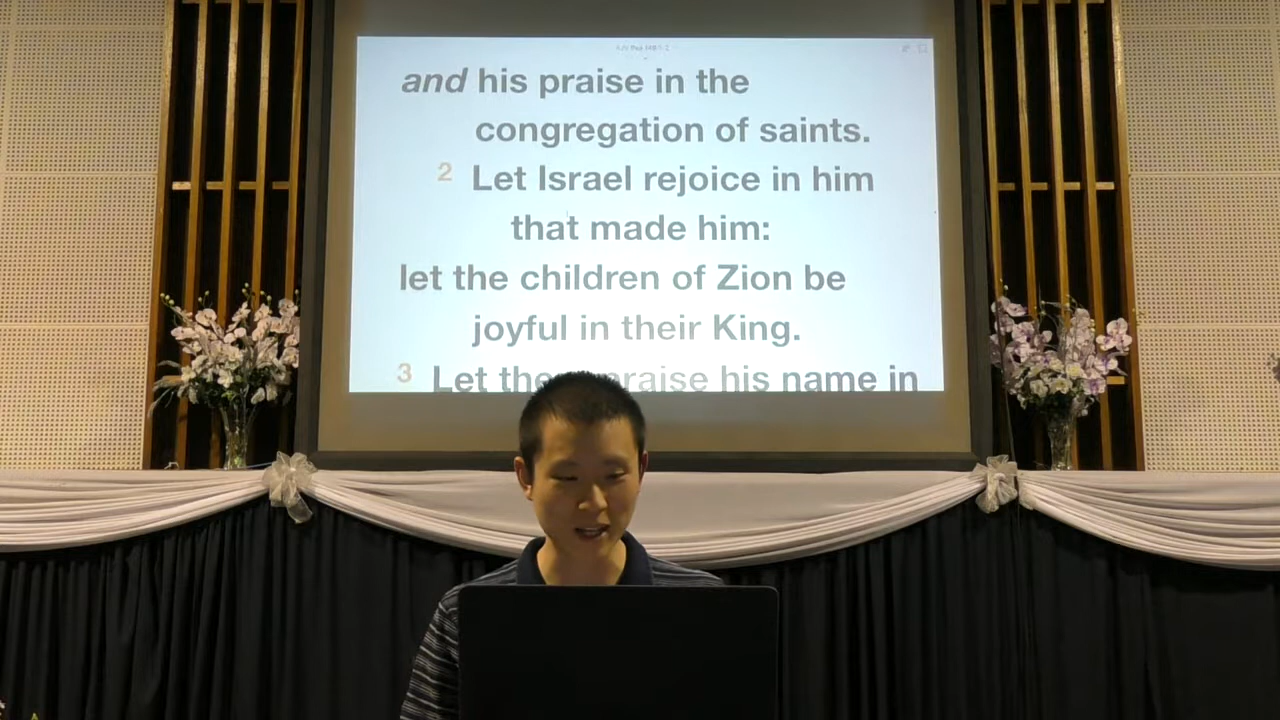 and his praise in the
congregation of saints.
2 Let Israel rejoice in him
that made him:
let the children of Zion be
joyful in their King.
3 Let praise his name in